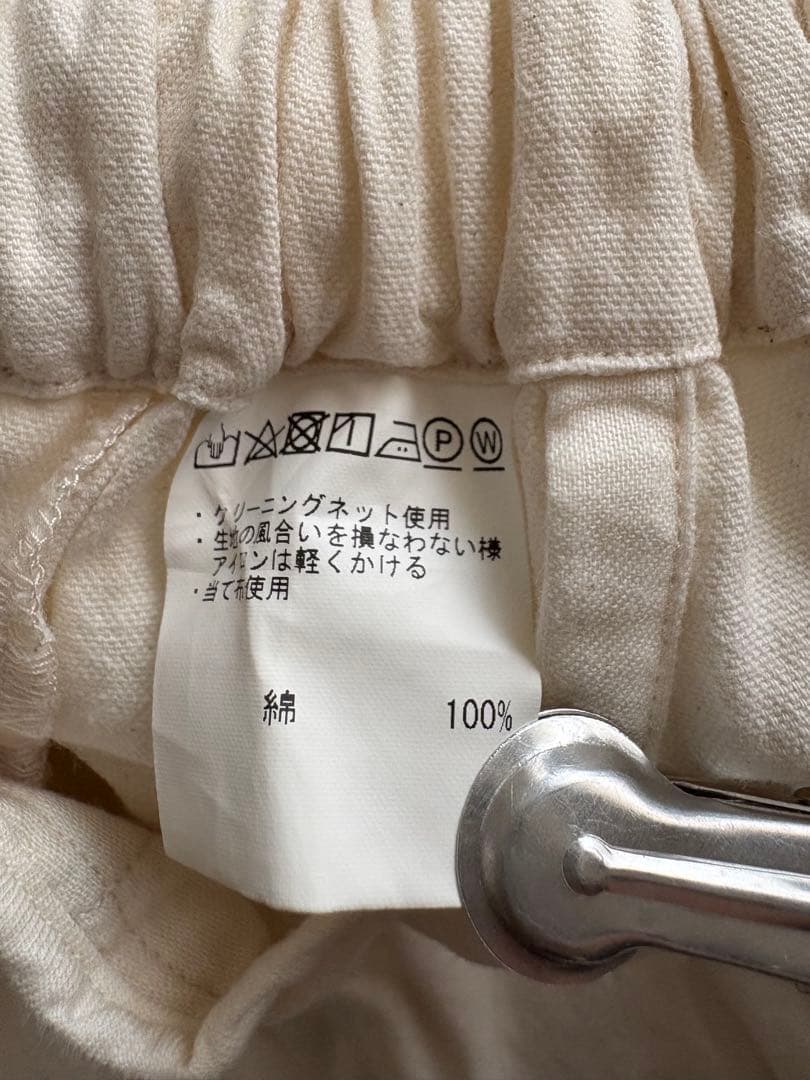 P W
・クリーニングネット使用
・生地の風合いを損なわない様
アイロンは軽くかける
・当て布使用
綿 100%